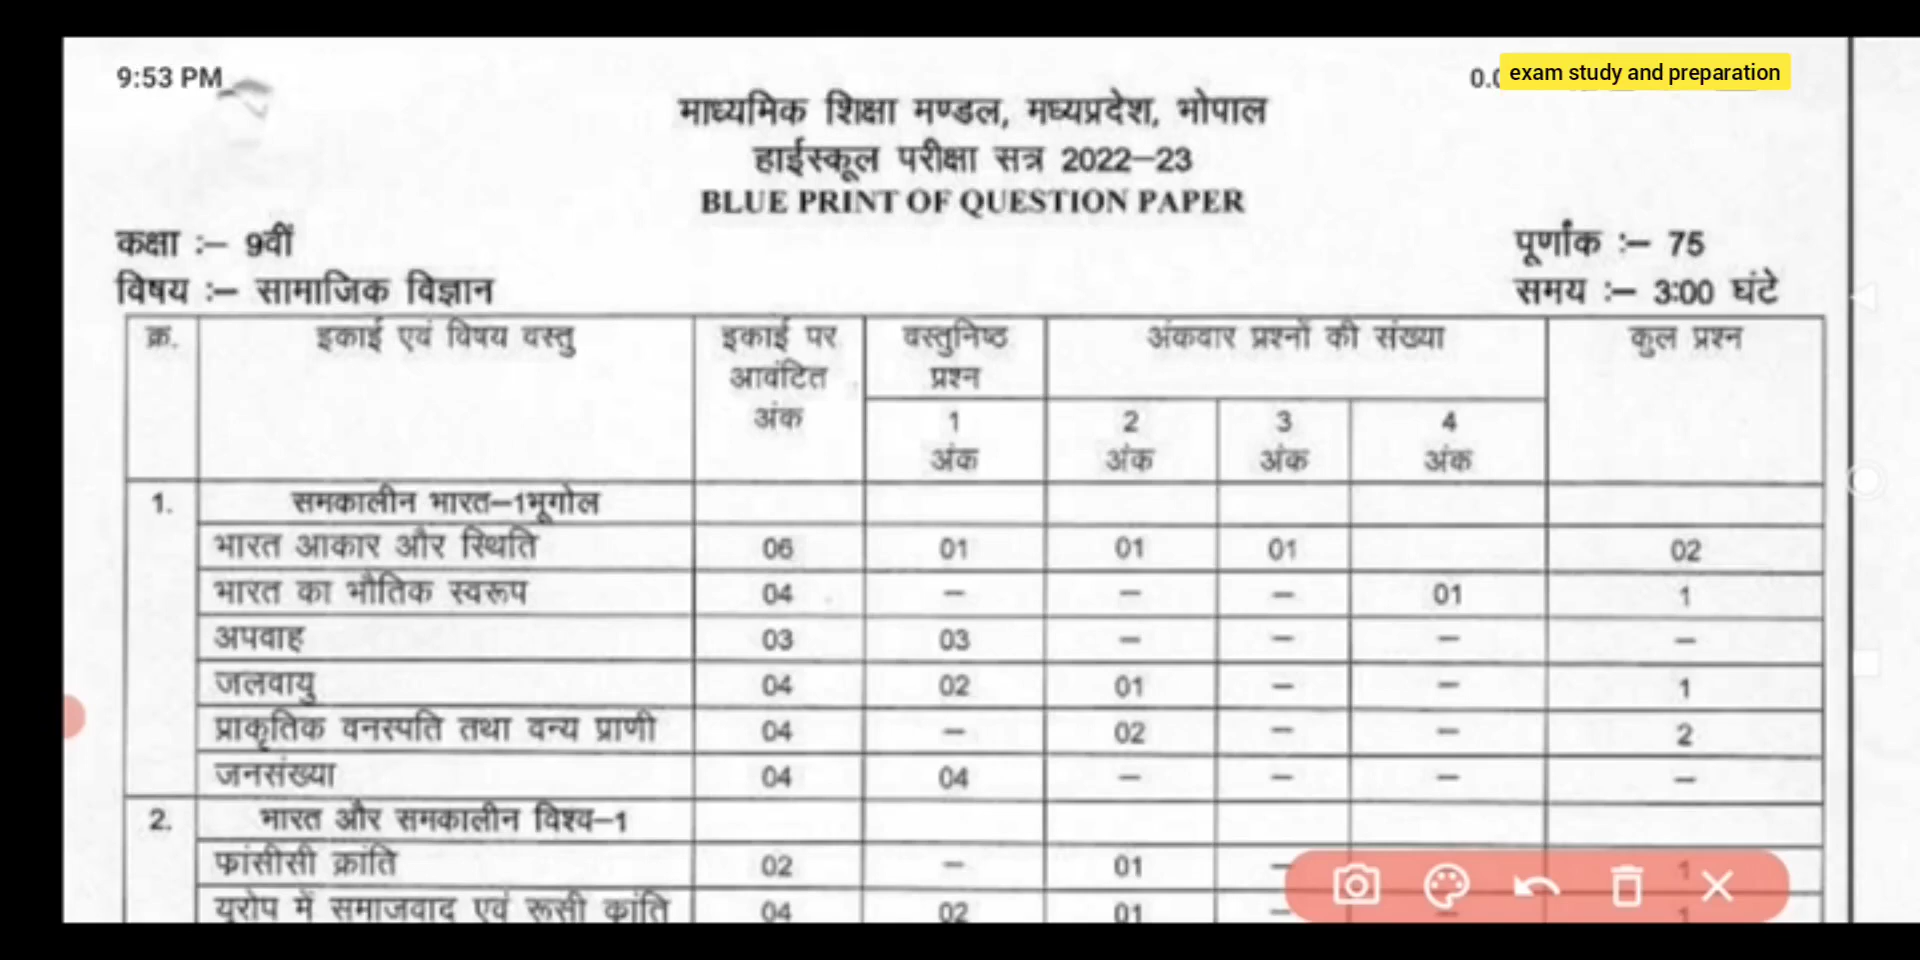 9:53 PM
0.0
exam study and preparation
माध्यमिक शिक्षा मण्डल, मध्यप्रदेश, भोपाल
हाईस्कूल परीक्षा सत्र 2022–23
BLUE PRINT OF QUESTION PAPER
कक्षा :– 9वीं
पूर्णांक :– 75
विषय :– सामाजिक विज्ञान
समय :– 3:00 घंटे
क्र. इकाई एवं विषय वस्तु इकाई पर आवंटित अंक वस्तुनिष्ठ प्रश्न अंकवार प्रश्नों की संख्या कुल प्रश्न
1 अंक 2 अंक 3 अंक 4 अंक
1. समकालीन भारत–1भूगोल
भारत आकार और स्थिति 06 01 01 01 02
भारत का भौतिक स्वरूप 04 – – – 01 1
अपवाह 03 03 – – – –
जलवायु 04 02 01 – – 1
प्राकृतिक वनस्पति तथा वन्य प्राणी 04 – 02 – – 2
जनसंख्या 04 04 – – – –
2. भारत और समकालीन विश्व–1
फांसीसी क्रांति 02 – 01 – 1
यूरोप में समाजवाद एवं रूसी क्रांति 04 02 01 – – 1